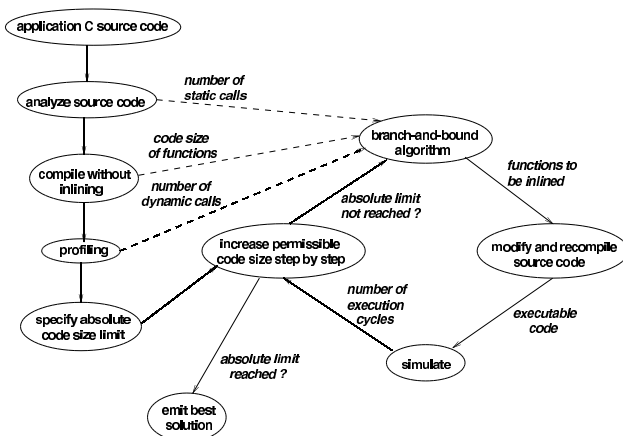 application C source code
number of
static calls
analyze source code
branch-and-bound
algorithm
code size
of functions
compile without
inlining
functions to
be inlined
number of
dynamic calls
absolute limit
not reached ?
profiling
increase permissible
code size step by step
modify and recompile
source code
number of
execution
cycles
specify absolute
code size limit
executable
code
absolute limit
reached ?
simulate
emit best
solution